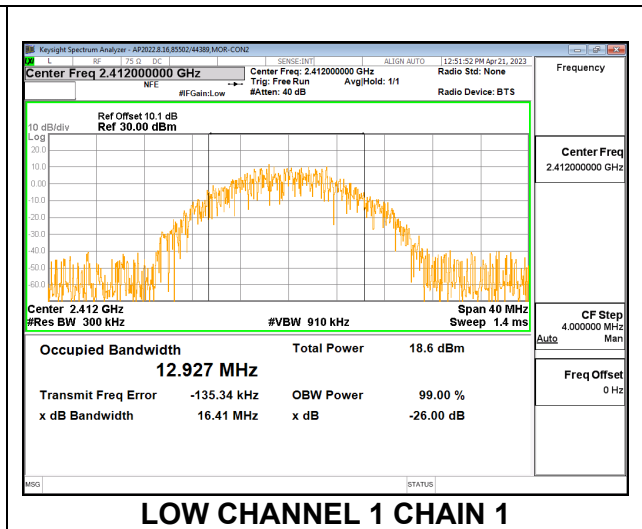 Keysight Spectrum Analyzer - AP2022.8.16,85502/44389,MOR-CON2
L RF 75 Ω DC SENSE:INT ALIGN AUTO 12:51:52 PM Apr 21, 2023
Center Freq 2.412000000 GHz
Center Freq: 2.412000000 GHz
Radio Std: None
NFE
Trig: Free Run
Avg|Hold: 1/1
#IFGain:Low
#Atten: 40 dB
Radio Device: BTS
Frequency
Ref Offset 10.1 dB
10 dB/div Ref 30.00 dBm
Log
20.0
10.0
0.00
-10.0
-20.0
-30.0
-40.0
-50.0
-60.0
Center 2.412 GHz
Span 40 MHz
#Res BW 300 kHz
#VBW 910 kHz
Sweep 1.4 ms
Occupied Bandwidth
Total Power 18.6 dBm
12.927 MHz
Transmit Freq Error -135.34 kHz
OBW Power 99.00 %
x dB Bandwidth 16.41 MHz
x dB -26.00 dB
Center Freq
2.412000000 GHz
CF Step
4.000000 MHz
Auto Man
Freq Offset
0 Hz
MSG
STATUS
LOW CHANNEL 1 CHAIN 1